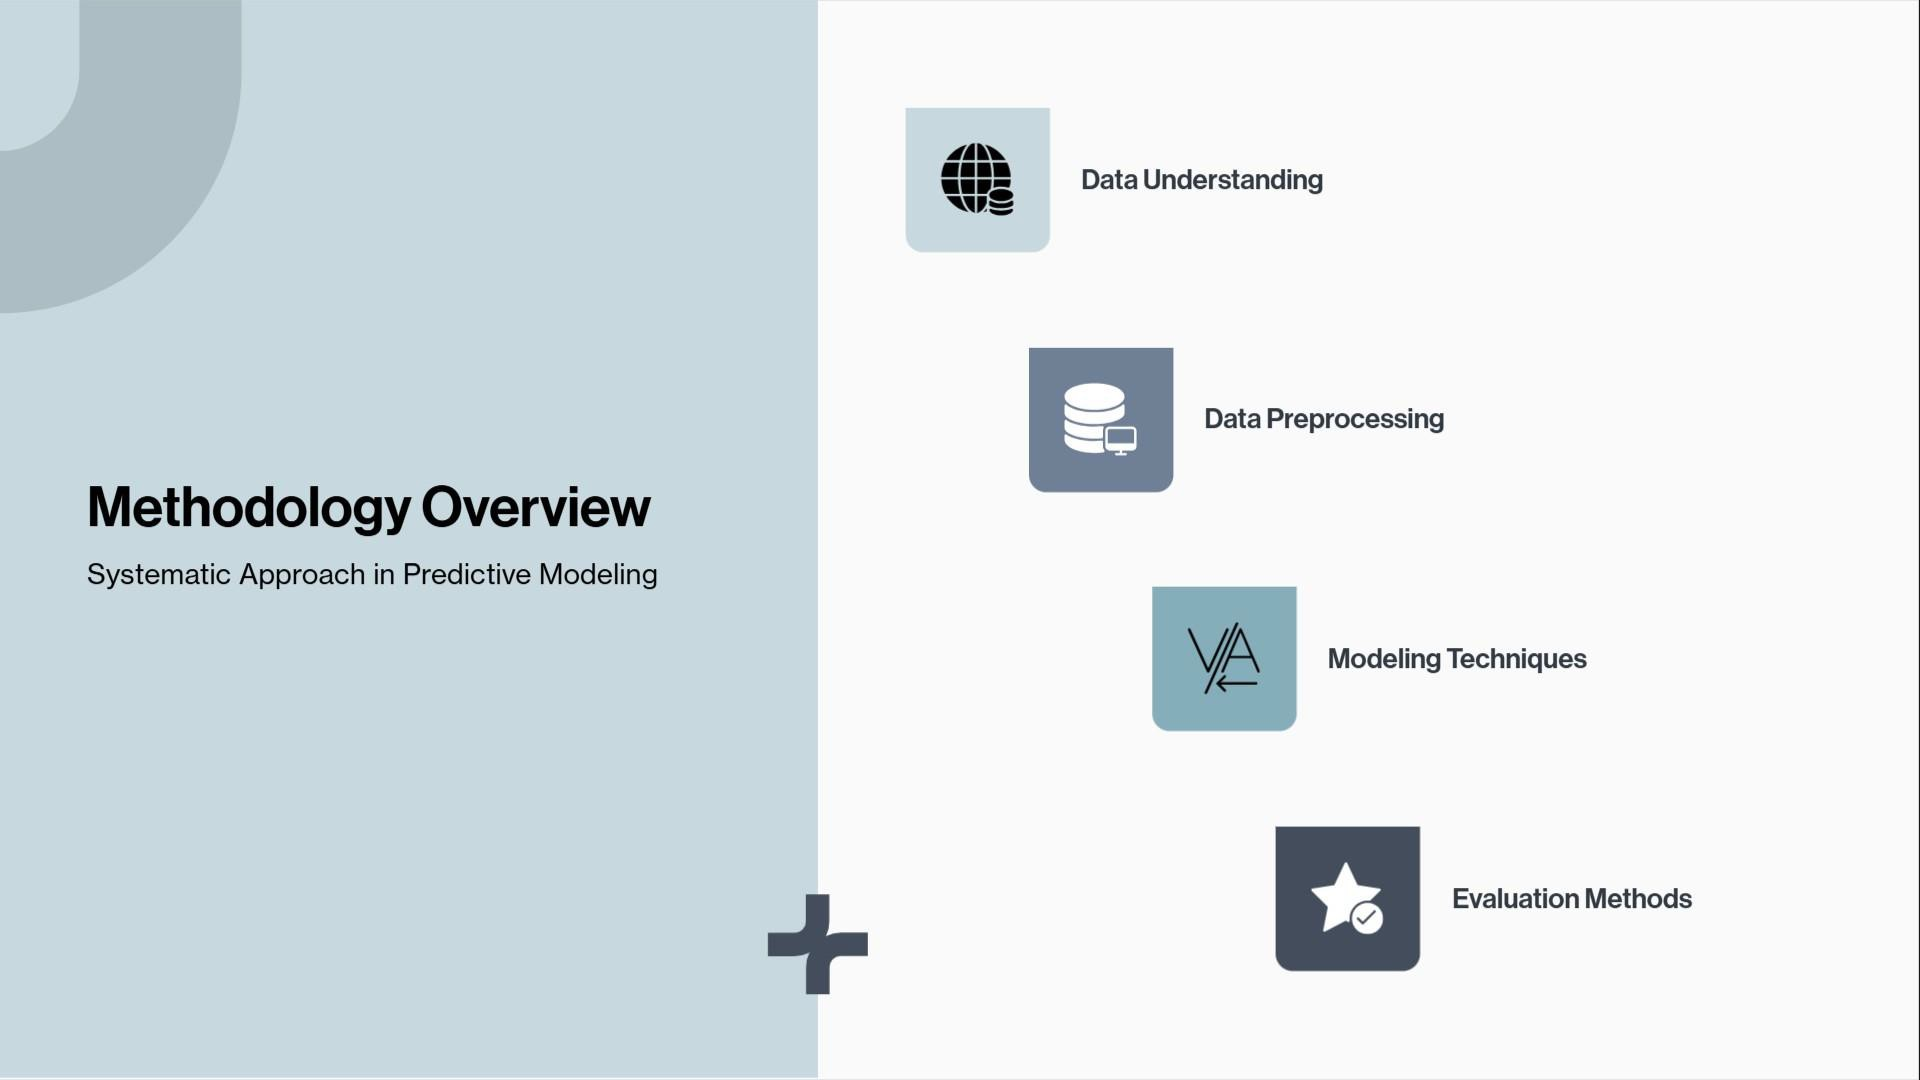 Methodology Overview
Systematic Approach in Predictive Modeling
Data Understanding
Data Preprocessing
Modeling Techniques
Evaluation Methods